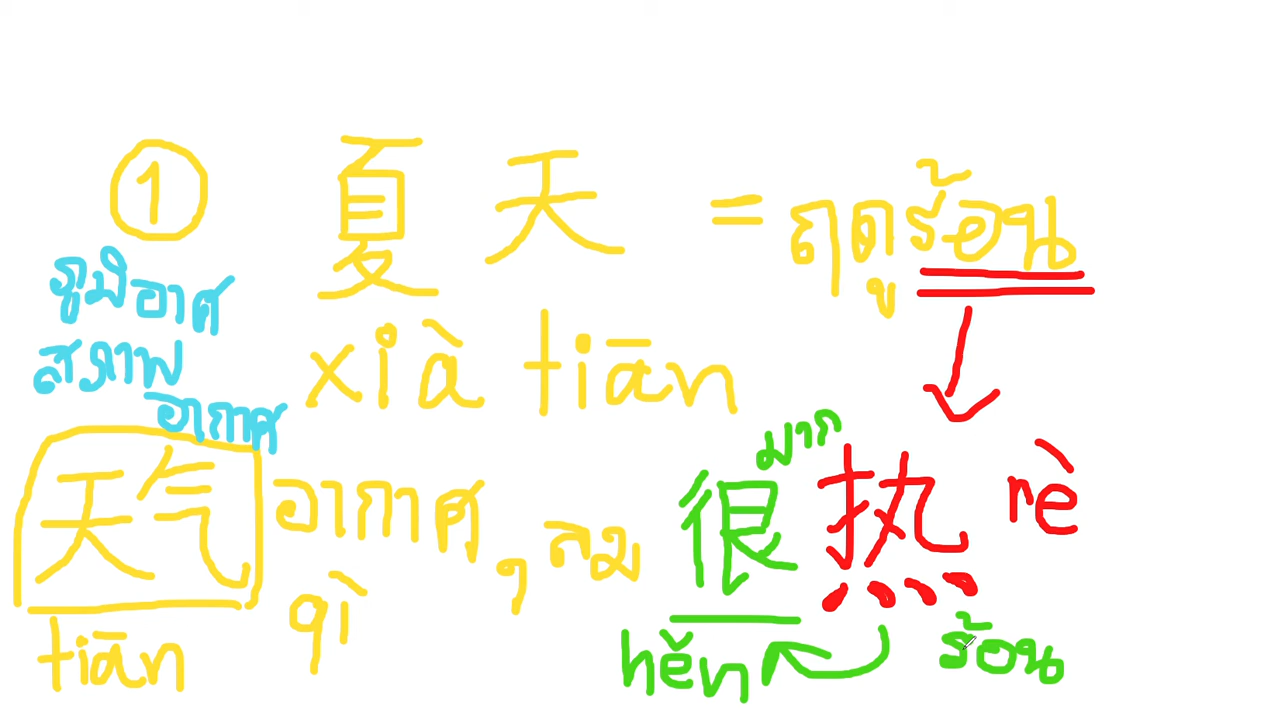 ① 夏天 = ฤดูร้อน
xià tiān
ภูมิอาศ
สภาพ
อากาศ
天气 อากาศ, ลม
tiān qì
มาก
很热 rè
hěn ร้อน